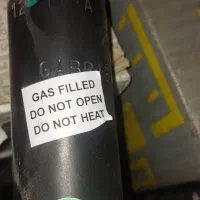 GAS FILLED
DO NOT OPEN
DO NOT HEAT